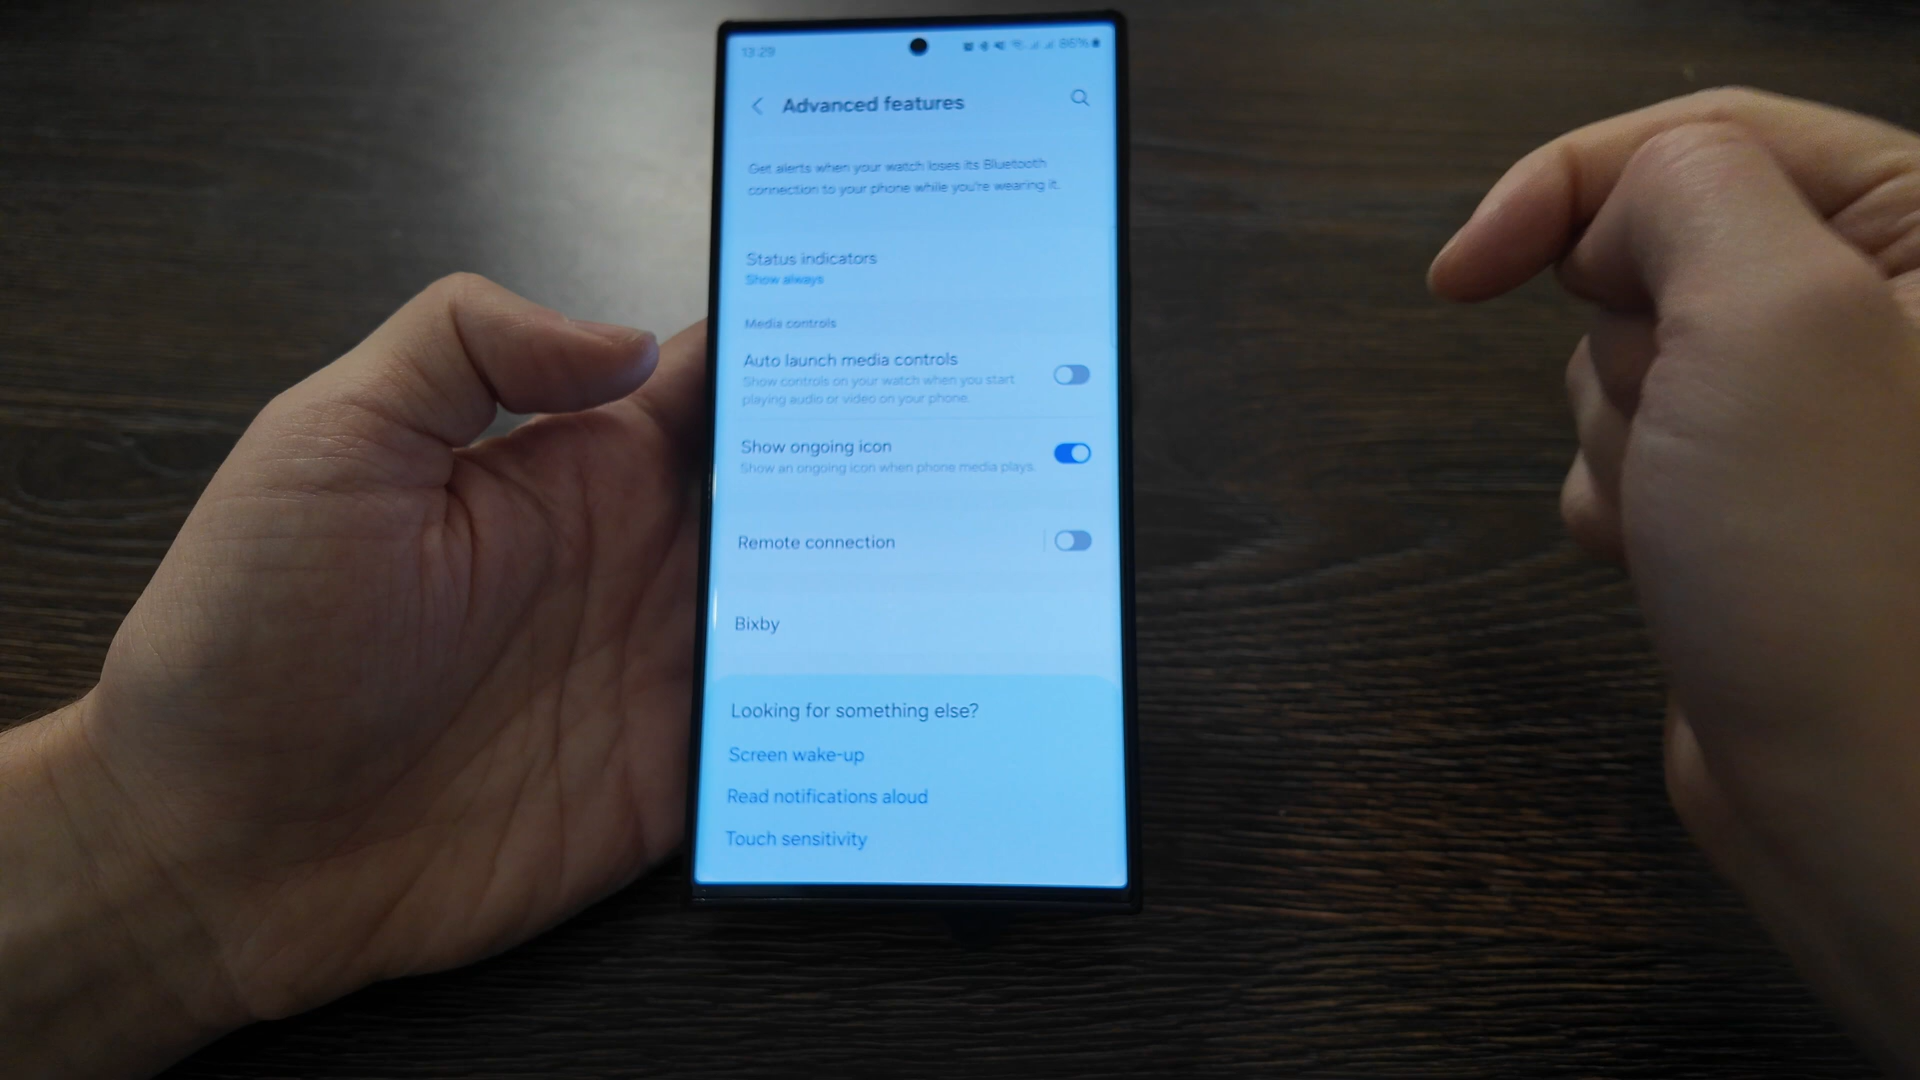 13:29
86%
Advanced features
Get alerts when your watch loses its Bluetooth
connection to your phone while you're wearing it.
Status indicators
Show always
Media controls
Auto launch media controls
Show controls on your watch when you start
playing audio or video on your phone.
Show ongoing icon
Show an ongoing icon when phone media plays.
Remote connection
Bixby
Looking for something else?
Screen wake-up
Read notifications aloud
Touch sensitivity